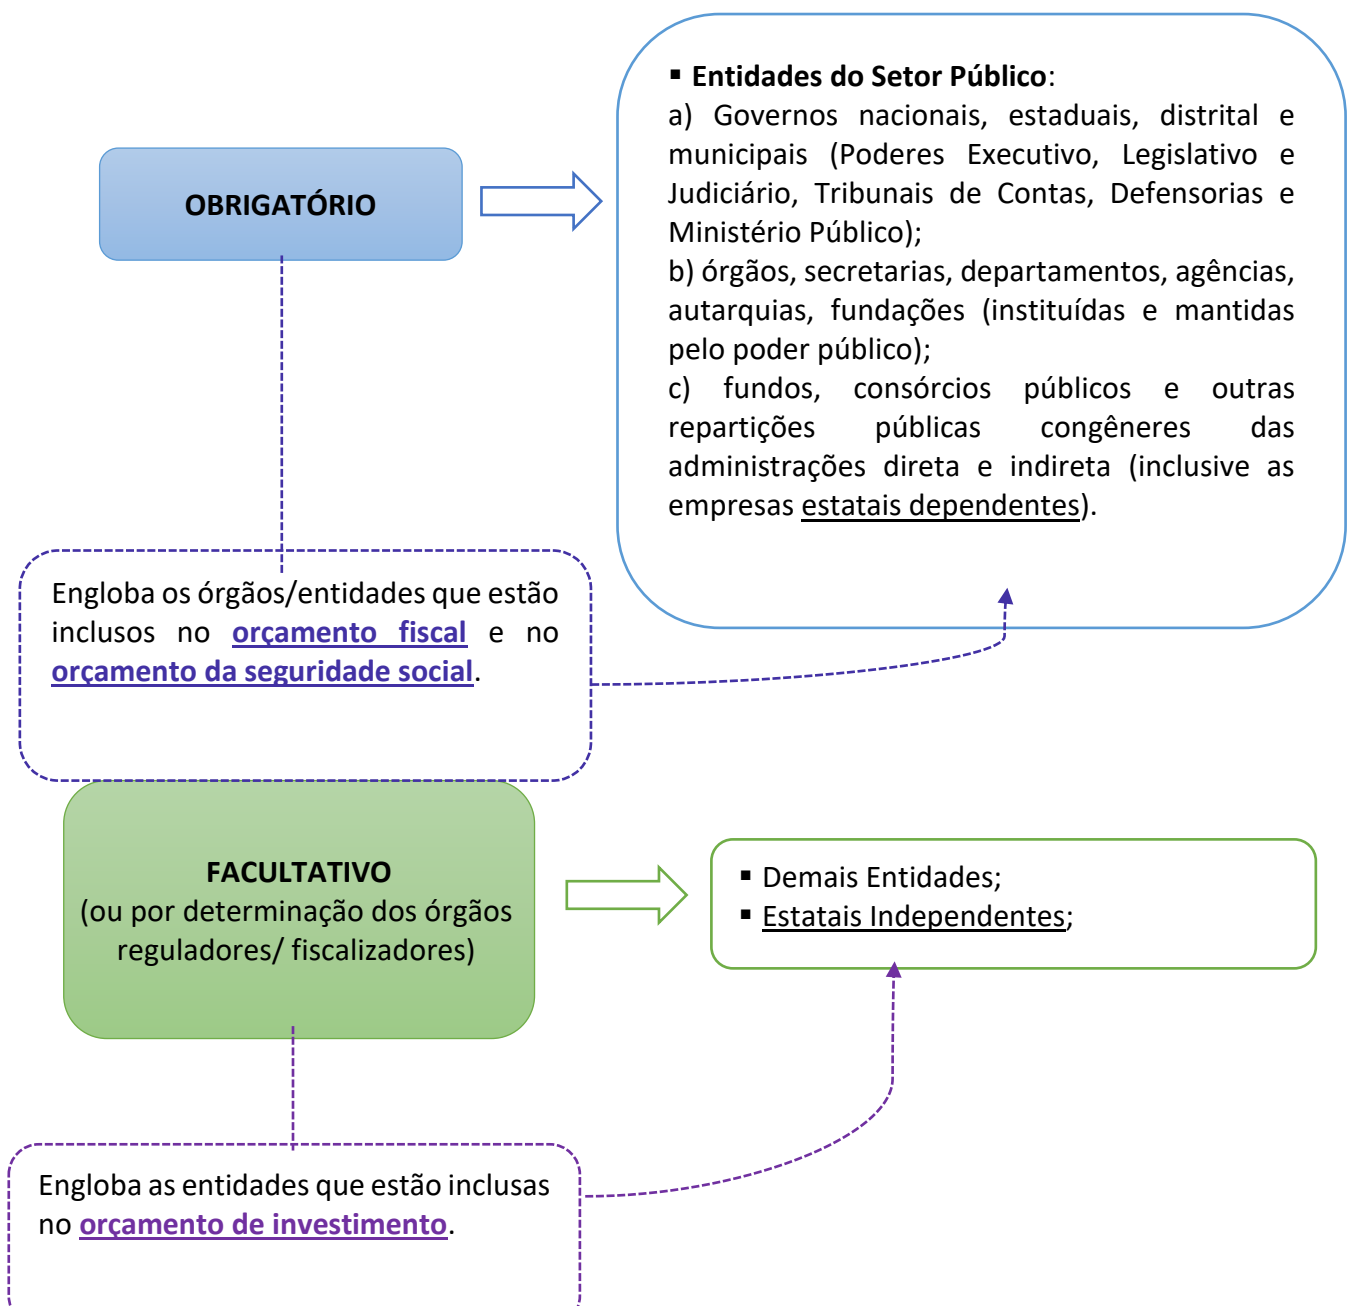 OBRIGATÓRIO
▪ Entidades do Setor Público:
a) Governos nacionais, estaduais, distrital e
municipais (Poderes Executivo, Legislativo e
Judiciário, Tribunais de Contas, Defensorias e
Ministério Público);
b) órgãos, secretarias, departamentos, agências,
autarquias, fundações (instituídas e mantidas
pelo poder público);
c) fundos, consórcios públicos e outras
repartições públicas congêneres das
administrações direta e indireta (inclusive as
empresas estatais dependentes).
Engloba os órgãos/entidades que estão
inclusos no orçamento fiscal e no
orçamento da seguridade social.
FACULTATIVO
(ou por determinação dos órgãos
reguladores/ fiscalizadores)
▪ Demais Entidades;
▪ Estatais Independentes;
Engloba as entidades que estão inclusas
no orçamento de investimento.